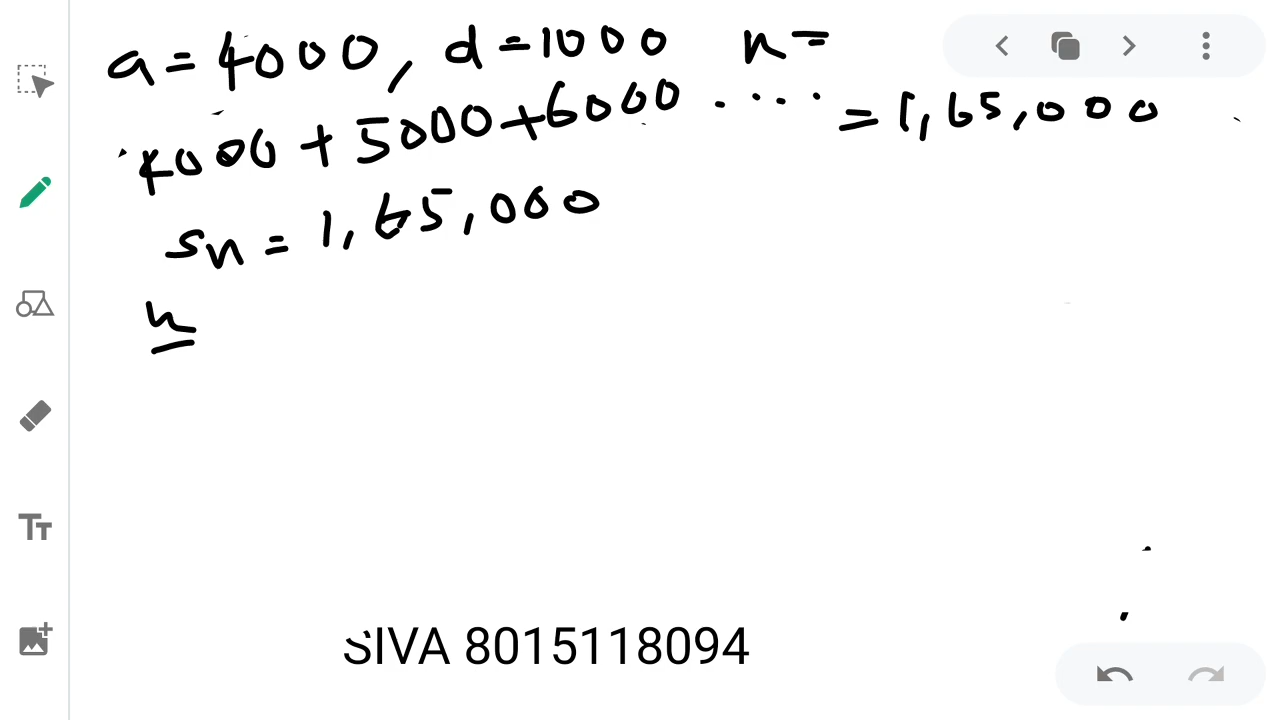 a = 4000, d = 1000 n =
4000 + 5000 + 6000 ..... = 1,65,000
Sn = 1,65,000
n
SIVA 8015118094